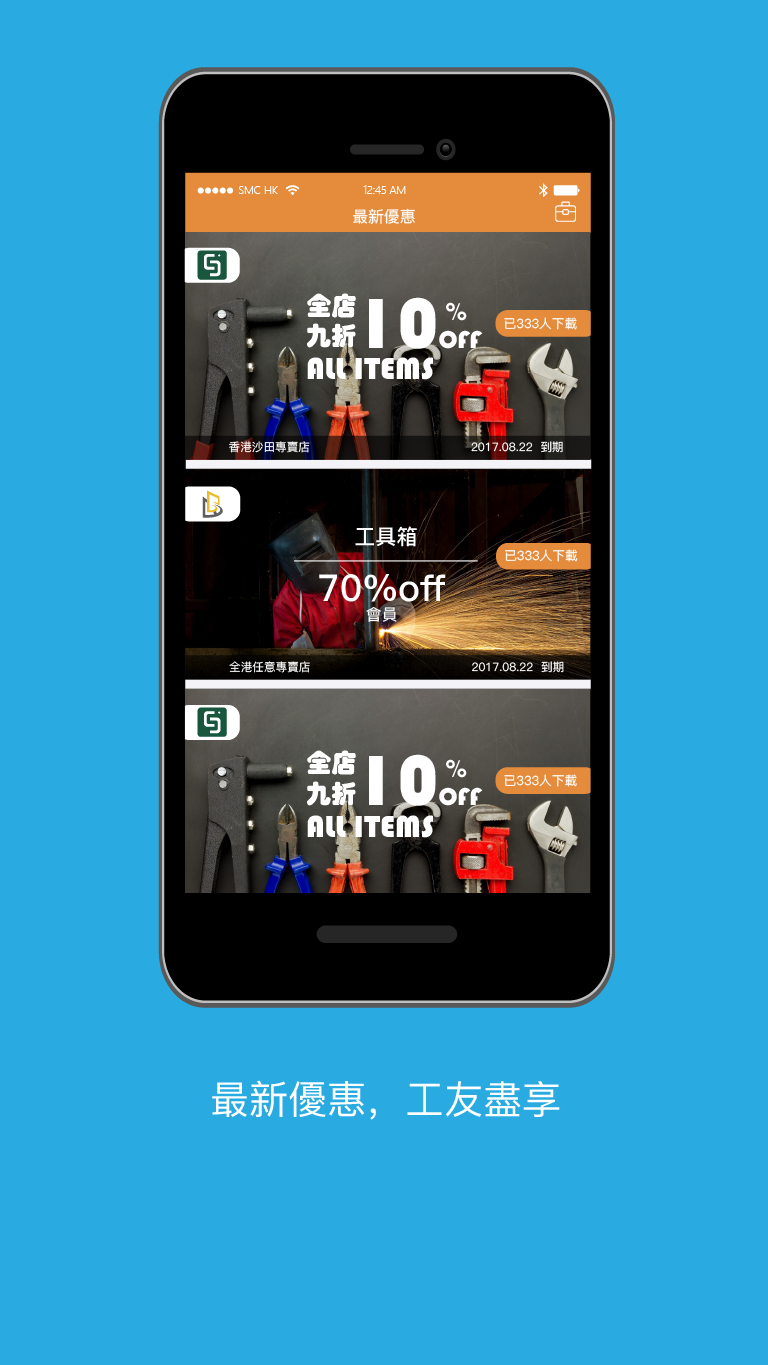 SMC HK
12:45 AM
最新優惠
全店
九折
10%
OFF
ALL ITEMS
已333人下載
香港沙田專賣店
2017.08.22 到期
工具箱
70%off
會員
已333人下載
全港任意專賣店
2017.08.22 到期
全店
九折
10%
OFF
ALL ITEMS
已333人下載
最新優惠，工友盡享